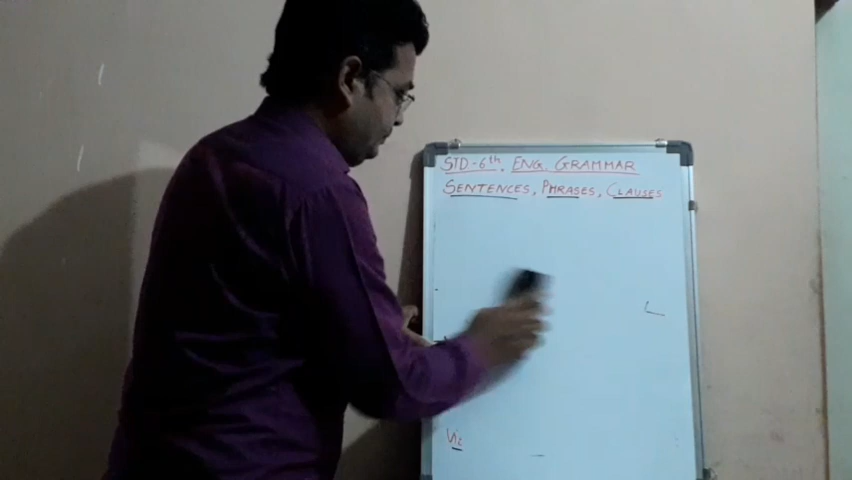 STD-6th, ENG. GRAMMAR
SENTENCES, PHRASES, CLAUSES